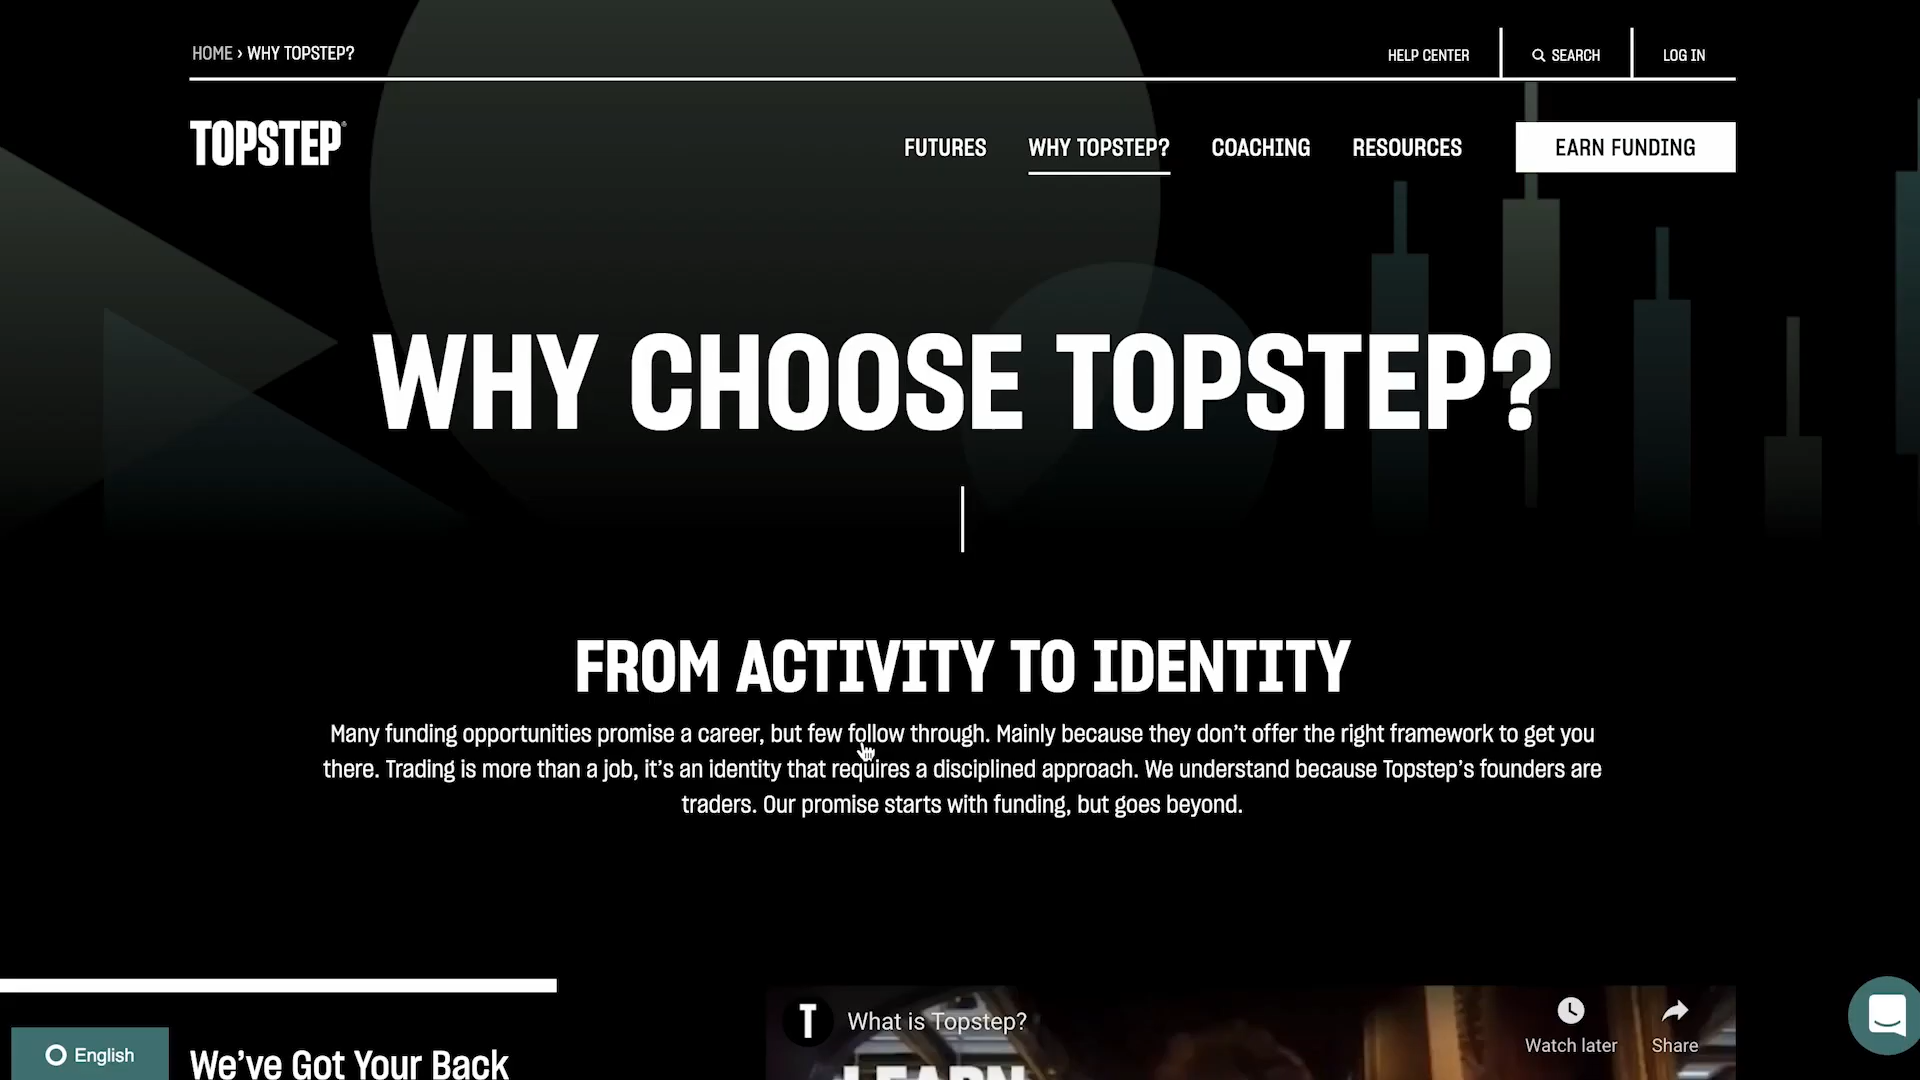 HOME › WHY TOPSTEP?
HELP CENTER
SEARCH
LOG IN
TOPSTEP
FUTURES
WHY TOPSTEP?
COACHING
RESOURCES
EARN FUNDING
WHY CHOOSE TOPSTEP?
FROM ACTIVITY TO IDENTITY
Many funding opportunities promise a career, but few follow through. Mainly because they don’t offer the right framework to get you
there. Trading is more than a job, it’s an identity that requires a disciplined approach. We understand because Topstep’s founders are
traders. Our promise starts with funding, but goes beyond.
T
What is Topstep?
Watch later
Share
English
We’ve Got Your Back
LEARN